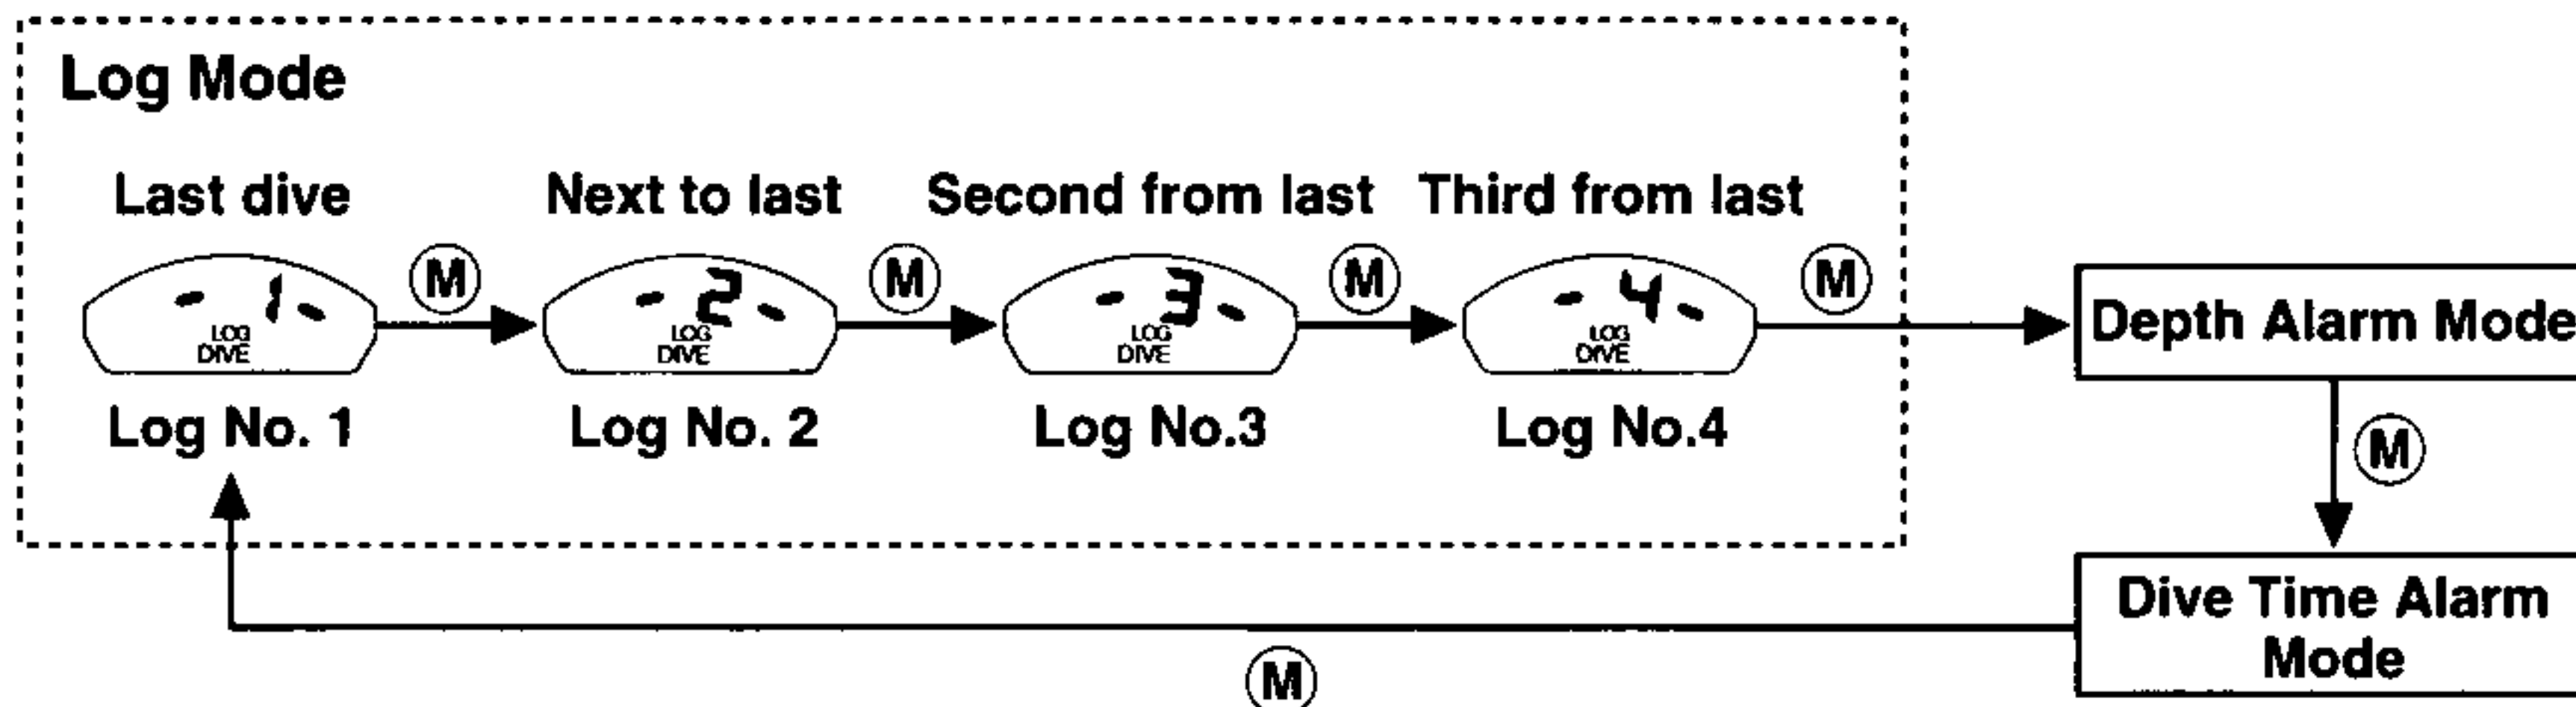 Log Mode
Last dive
Next to last
Second from last
Third from last
- 1 -
LOG
DIVE
M
- 2 -
LOG
DIVE
M
- 3 -
LOG
DIVE
M
- 4 -
LOG
DIVE
M
Depth Alarm Mode
Log No. 1
Log No. 2
Log No.3
Log No.4
M
Dive Time Alarm
Mode
M